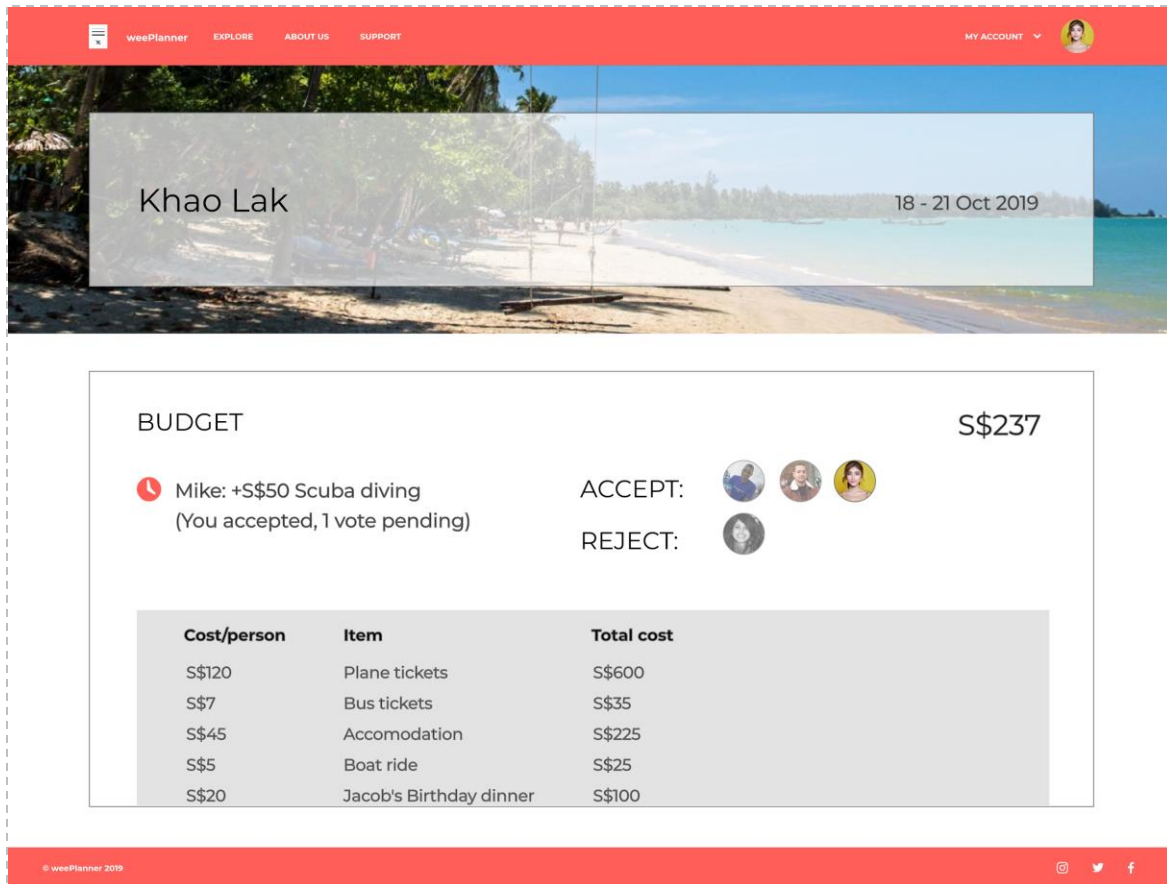 weePlanner EXPLORE ABOUT US SUPPORT MY ACCOUNT
Khao Lak 18 - 21 Oct 2019
BUDGET S$237
Mike: +S$50 Scuba diving ACCEPT:
(You accepted, 1 vote pending)
REJECT:
Cost/person Item Total cost
S$120 Plane tickets S$600
S$7 Bus tickets S$35
S$45 Accomodation S$225
S$5 Boat ride S$25
S$20 Jacob's Birthday dinner S$100
© weePlanner 2019